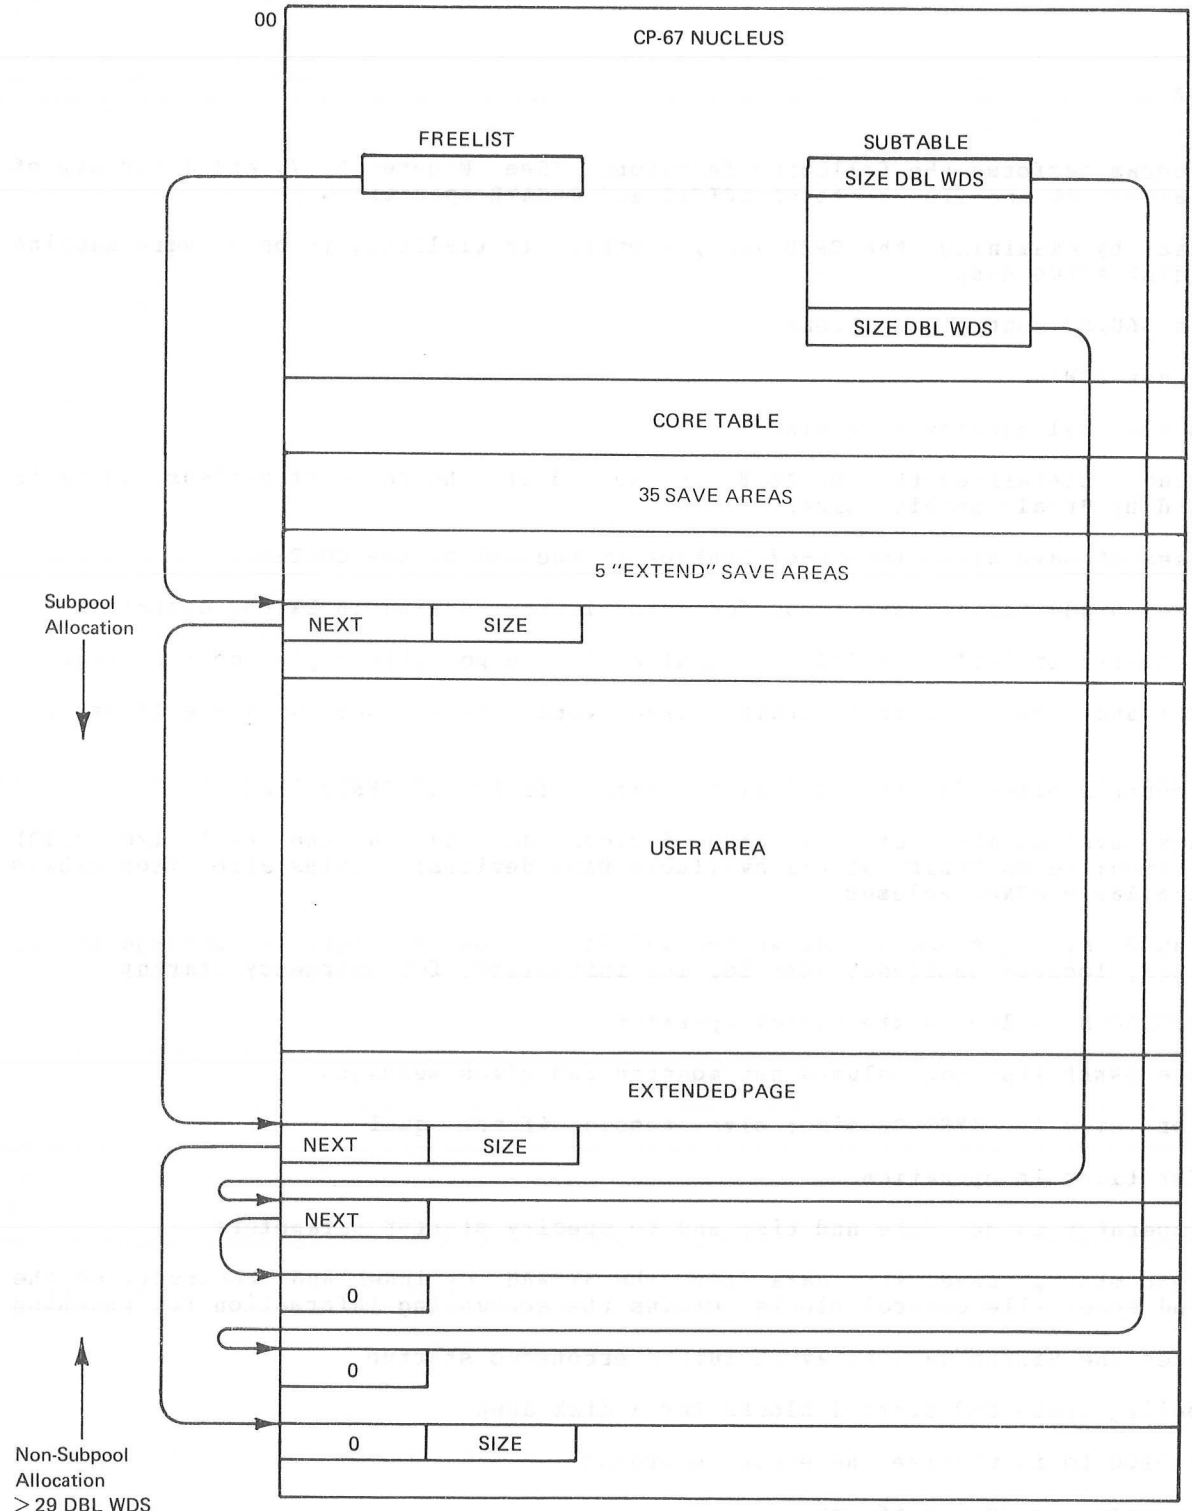 00
CP-67 NUCLEUS
FREELIST
SUBTABLE
SIZE DBL WDS
SIZE DBL WDS
CORE TABLE
35 SAVE AREAS
5 "EXTEND" SAVE AREAS
Subpool
Allocation
NEXT SIZE
USER AREA
EXTENDED PAGE
NEXT SIZE
NEXT
0
0
0 SIZE
Non-Subpool
Allocation
> 29 DBL WDS